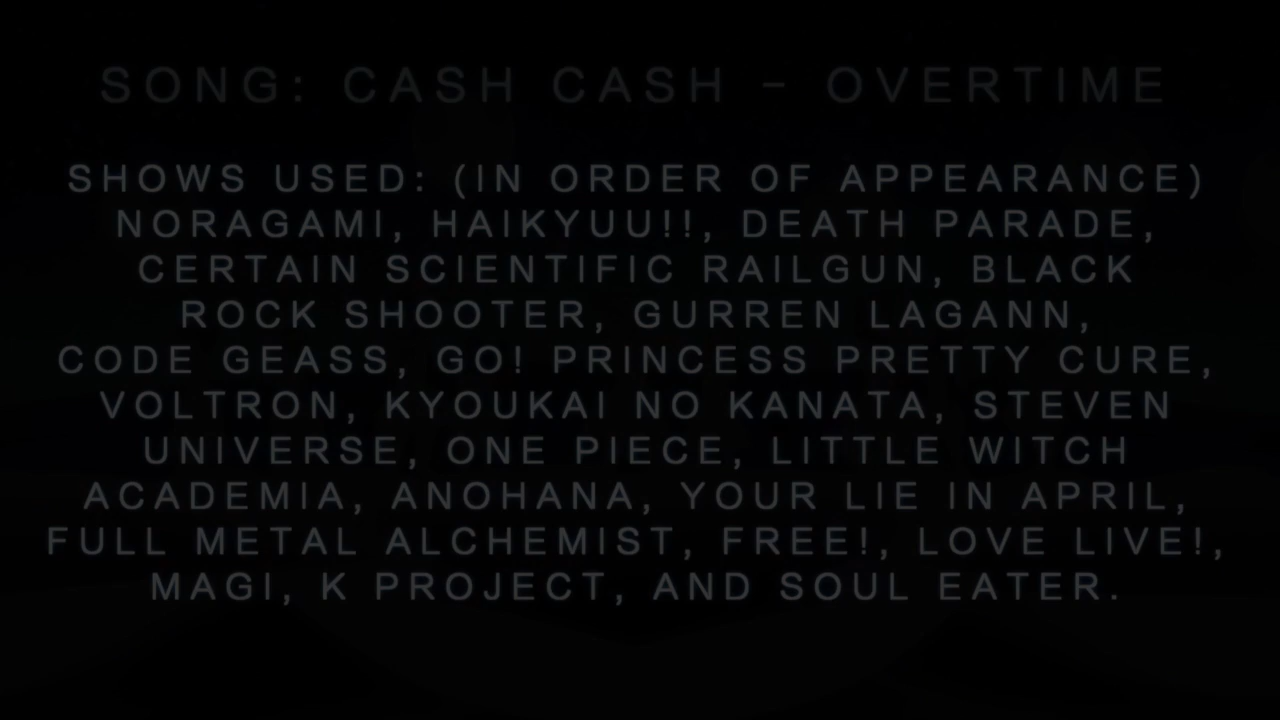 SONG: CASH CASH - OVERTIME
SHOWS USED: (IN ORDER OF APPEARANCE)
NORAGAMI, HAIKYUU!!, DEATH PARADE,
CERTAIN SCIENTIFIC RAILGUN, BLACK
ROCK SHOOTER, GURREN LAGANN,
CODE GEASS, GO! PRINCESS PRETTY CURE,
VOLTRON, KYOUKAI NO KANATA, STEVEN
UNIVERSE, ONE PIECE, LITTLE WITCH
ACADEMIA, ANOHANA, YOUR LIE IN APRIL,
FULL METAL ALCHEMIST, FREE!, LOVE LIVE!,
MAGI, K PROJECT, AND SOUL EATER.